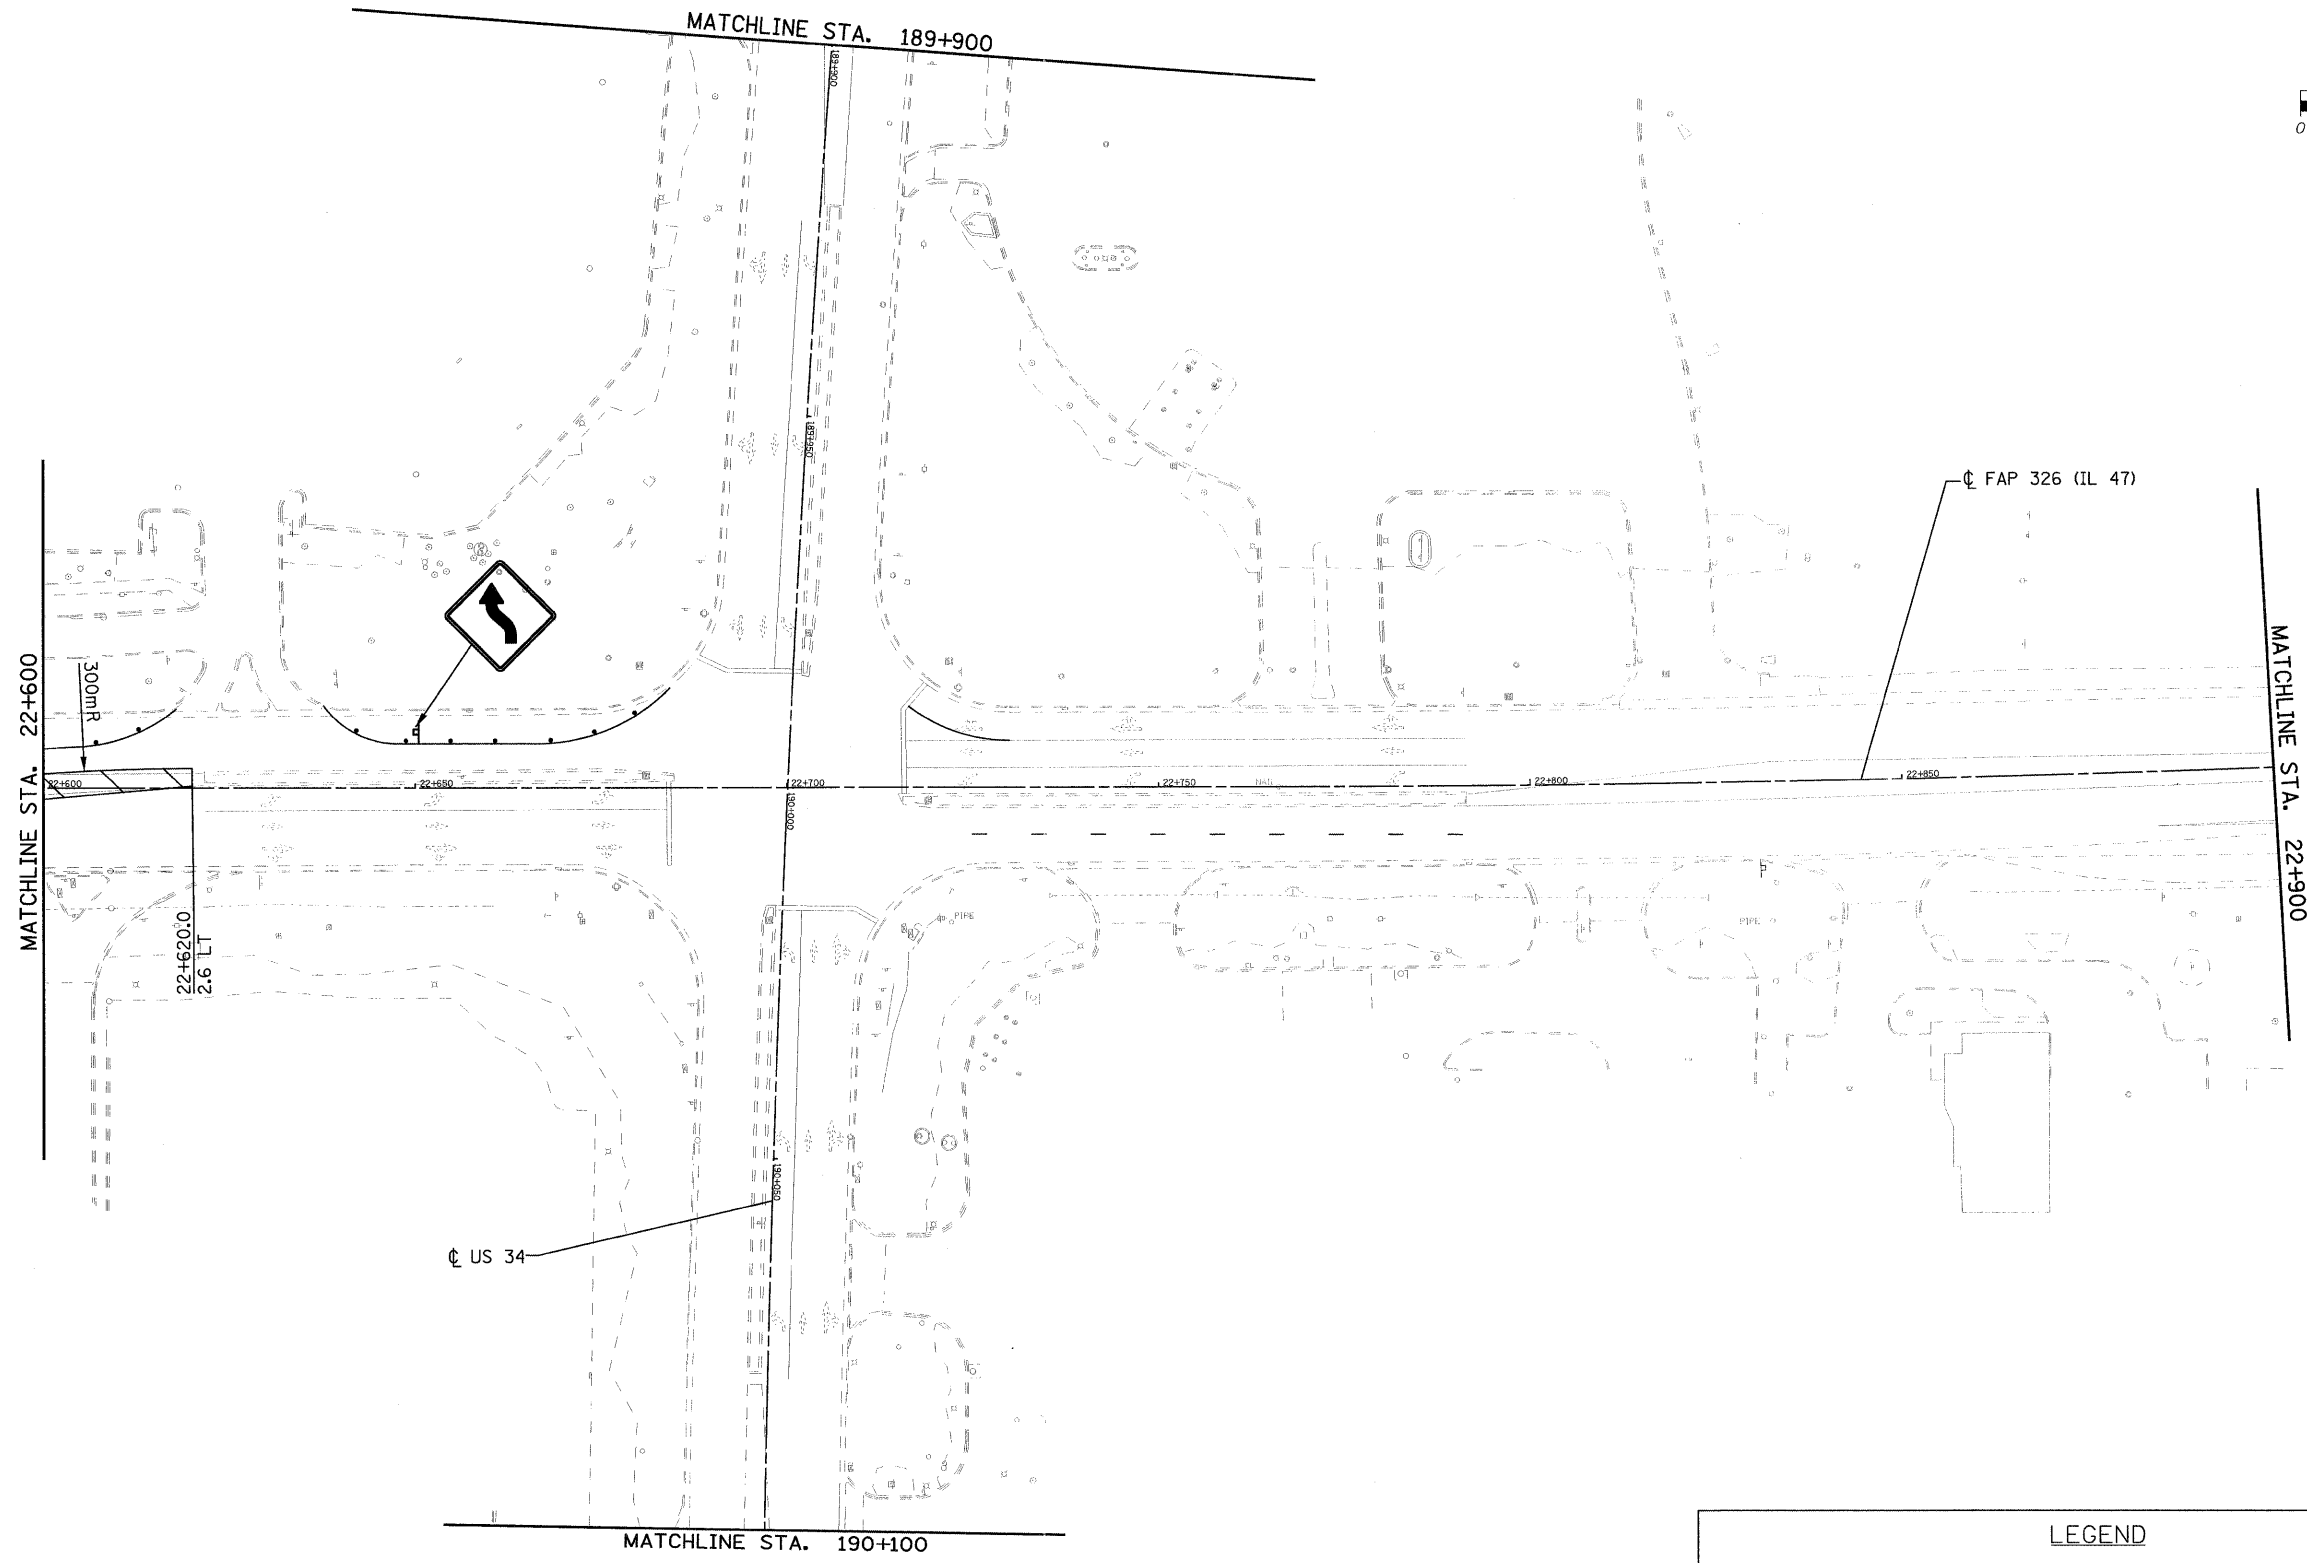 MATCHLINE STA. 189+900
189+900
0
189+950
℄ FAP 326 (IL 47)
MATCHLINE STA. 22+600
300mR
22+600
22+650
22+700
22+750
22+800
22+850
190+000
MATCHLINE STA. 22+900
22+620.0
2.6 LT
PIPE
PIPE
190+050
℄ US 34
MATCHLINE STA. 190+100
LEGEND